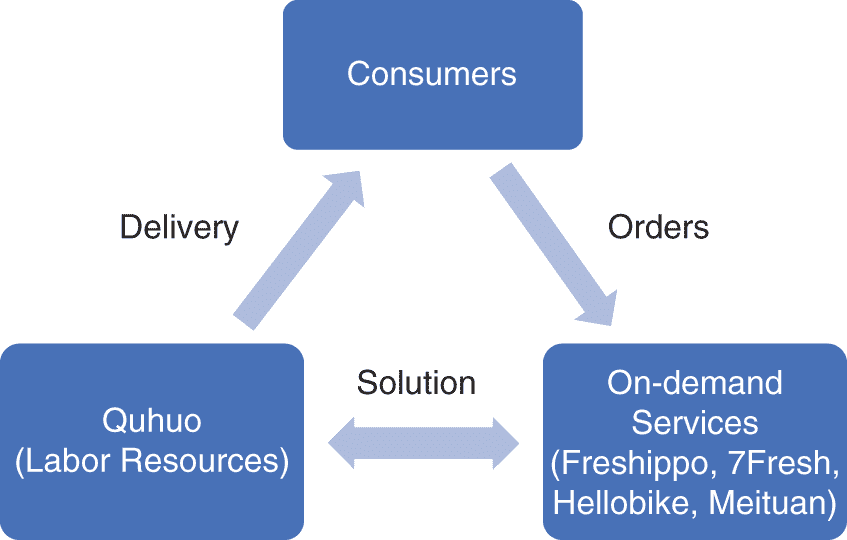 Consumers
Delivery
Orders
Solution
Quhuo
(Labor Resources)
On-demand
Services
(Freshippo, 7Fresh,
Hellobike, Meituan)